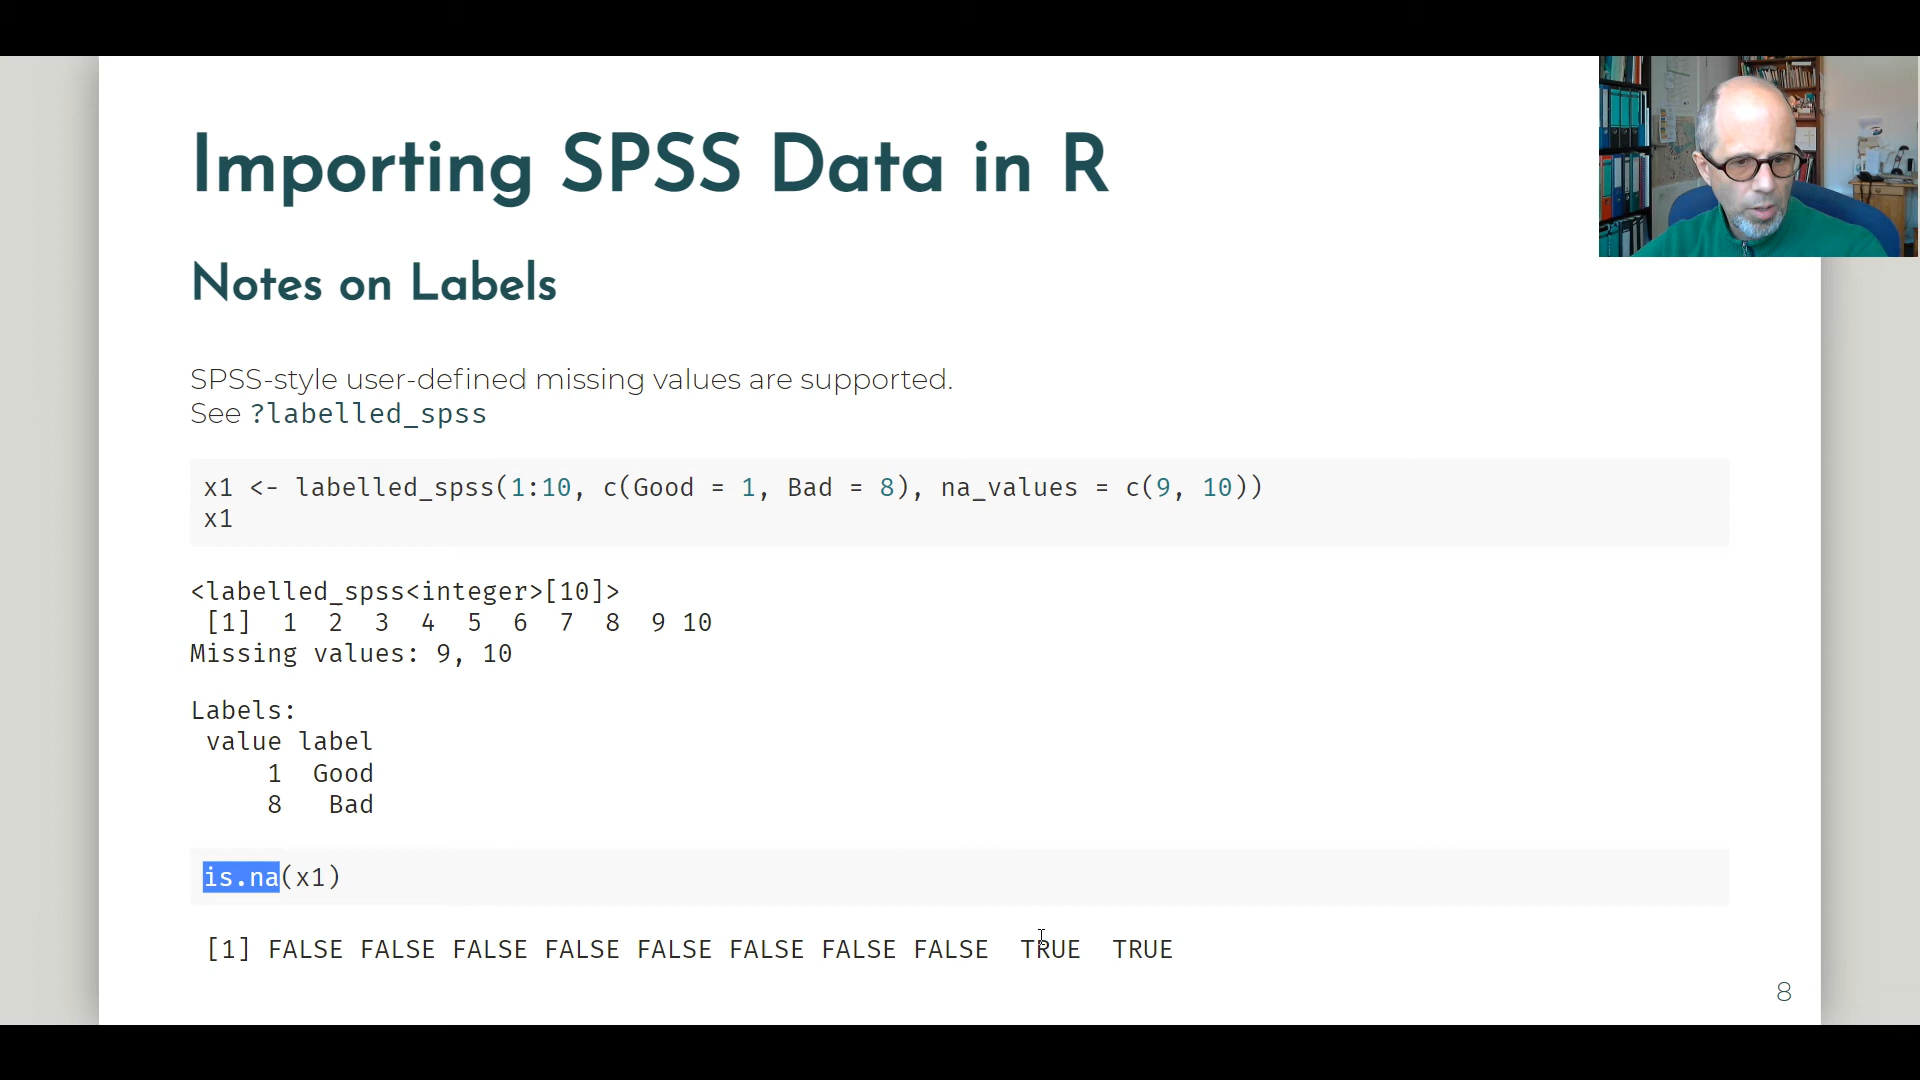 Importing SPSS Data in R
Notes on Labels
SPSS-style user-defined missing values are supported.
See ?labelled_spss
x1 <- labelled_spss(1:10, c(Good = 1, Bad = 8), na_values = c(9, 10))
x1
<labelled_spss<integer>[10]>
[1]  1  2  3  4  5  6  7  8  9 10
Missing values: 9, 10
Labels:
value label
1  Good
8   Bad
is.na(x1)
[1] FALSE FALSE FALSE FALSE FALSE FALSE FALSE FALSE  TRUE  TRUE
8